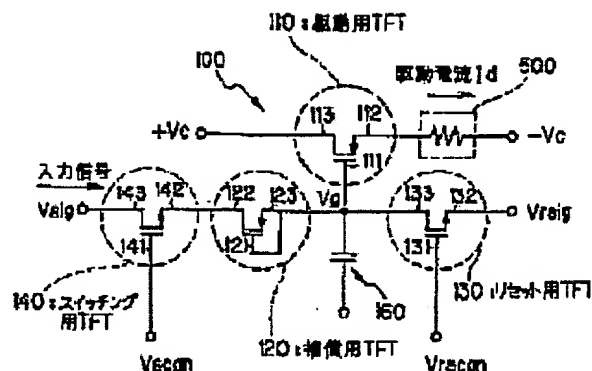 110:駆動用TFT
100
駆動電流Id
500
113
112
+Vc
-Vc
111
入力信号
143
142
122
123
Vg
133
132
Vsig
Vrsig
141
121
131
160
140:スイッチング
用TFT
130:リセット用TFT
120:補償用TFT
Vscan
Vrscan